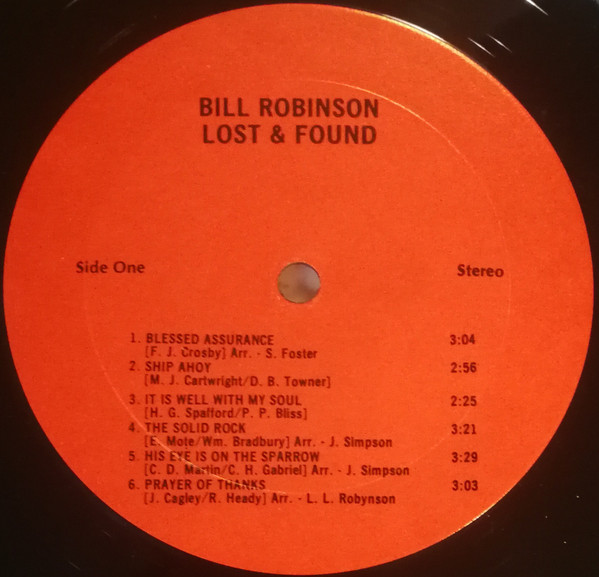 BILL ROBINSON
LOST & FOUND
Side One Stereo
1. BLESSED ASSURANCE 3:04
[F. J. Crosby] Arr. - S. Foster
2. SHIP AHOY 2:56
[M. J. Cartwright/D. B. Towner]
3. IT IS WELL WITH MY SOUL 2:25
[H. G. Spafford/P. P. Bliss]
4. THE SOLID ROCK 3:21
[E. Mote/Wm. Bradbury] Arr. - J. Simpson
5. HIS EYE IS ON THE SPARROW 3:29
[C. D. Martin/C. H. Gabriel] Arr. - J. Simpson
6. PRAYER OF THANKS 3:03
[J. Cagley/R. Heady] Arr. - L. L. Robynson